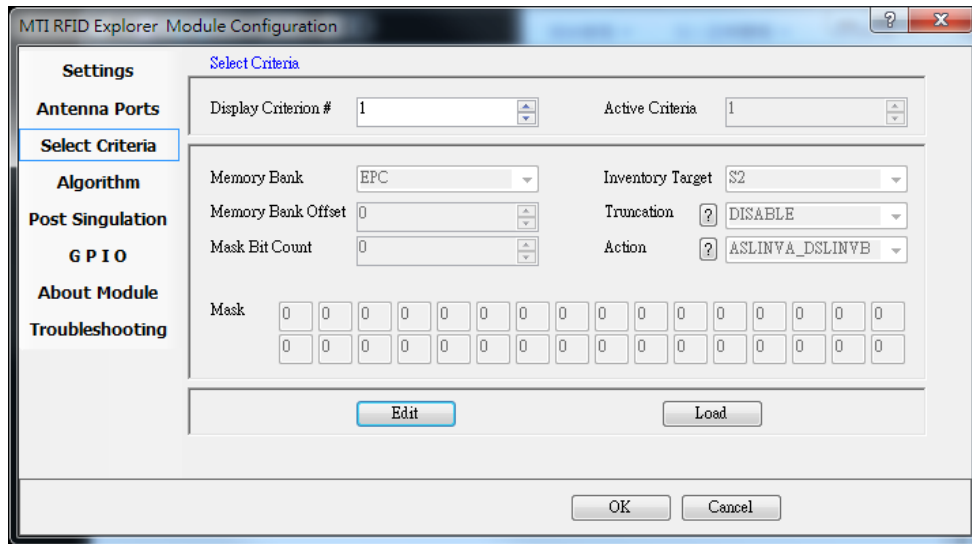 MTI RFID Explorer Module Configuration
?
X
Settings
Antenna Ports
Select Criteria
Algorithm
Post Singulation
G P I O
About Module
Troubleshooting
Select Criteria
Display Criterion # 1 Active Criteria 1
Memory Bank EPC Inventory Target S2
Memory Bank Offset 0 Truncation ? DISABLE
Mask Bit Count 0 Action ? ASLINVA_DSLINVB
Mask 0 0 0 0 0 0 0 0 0 0 0 0 0 0 0 0
0 0 0 0 0 0 0 0 0 0 0 0 0 0 0 0
Edit Load
OK Cancel